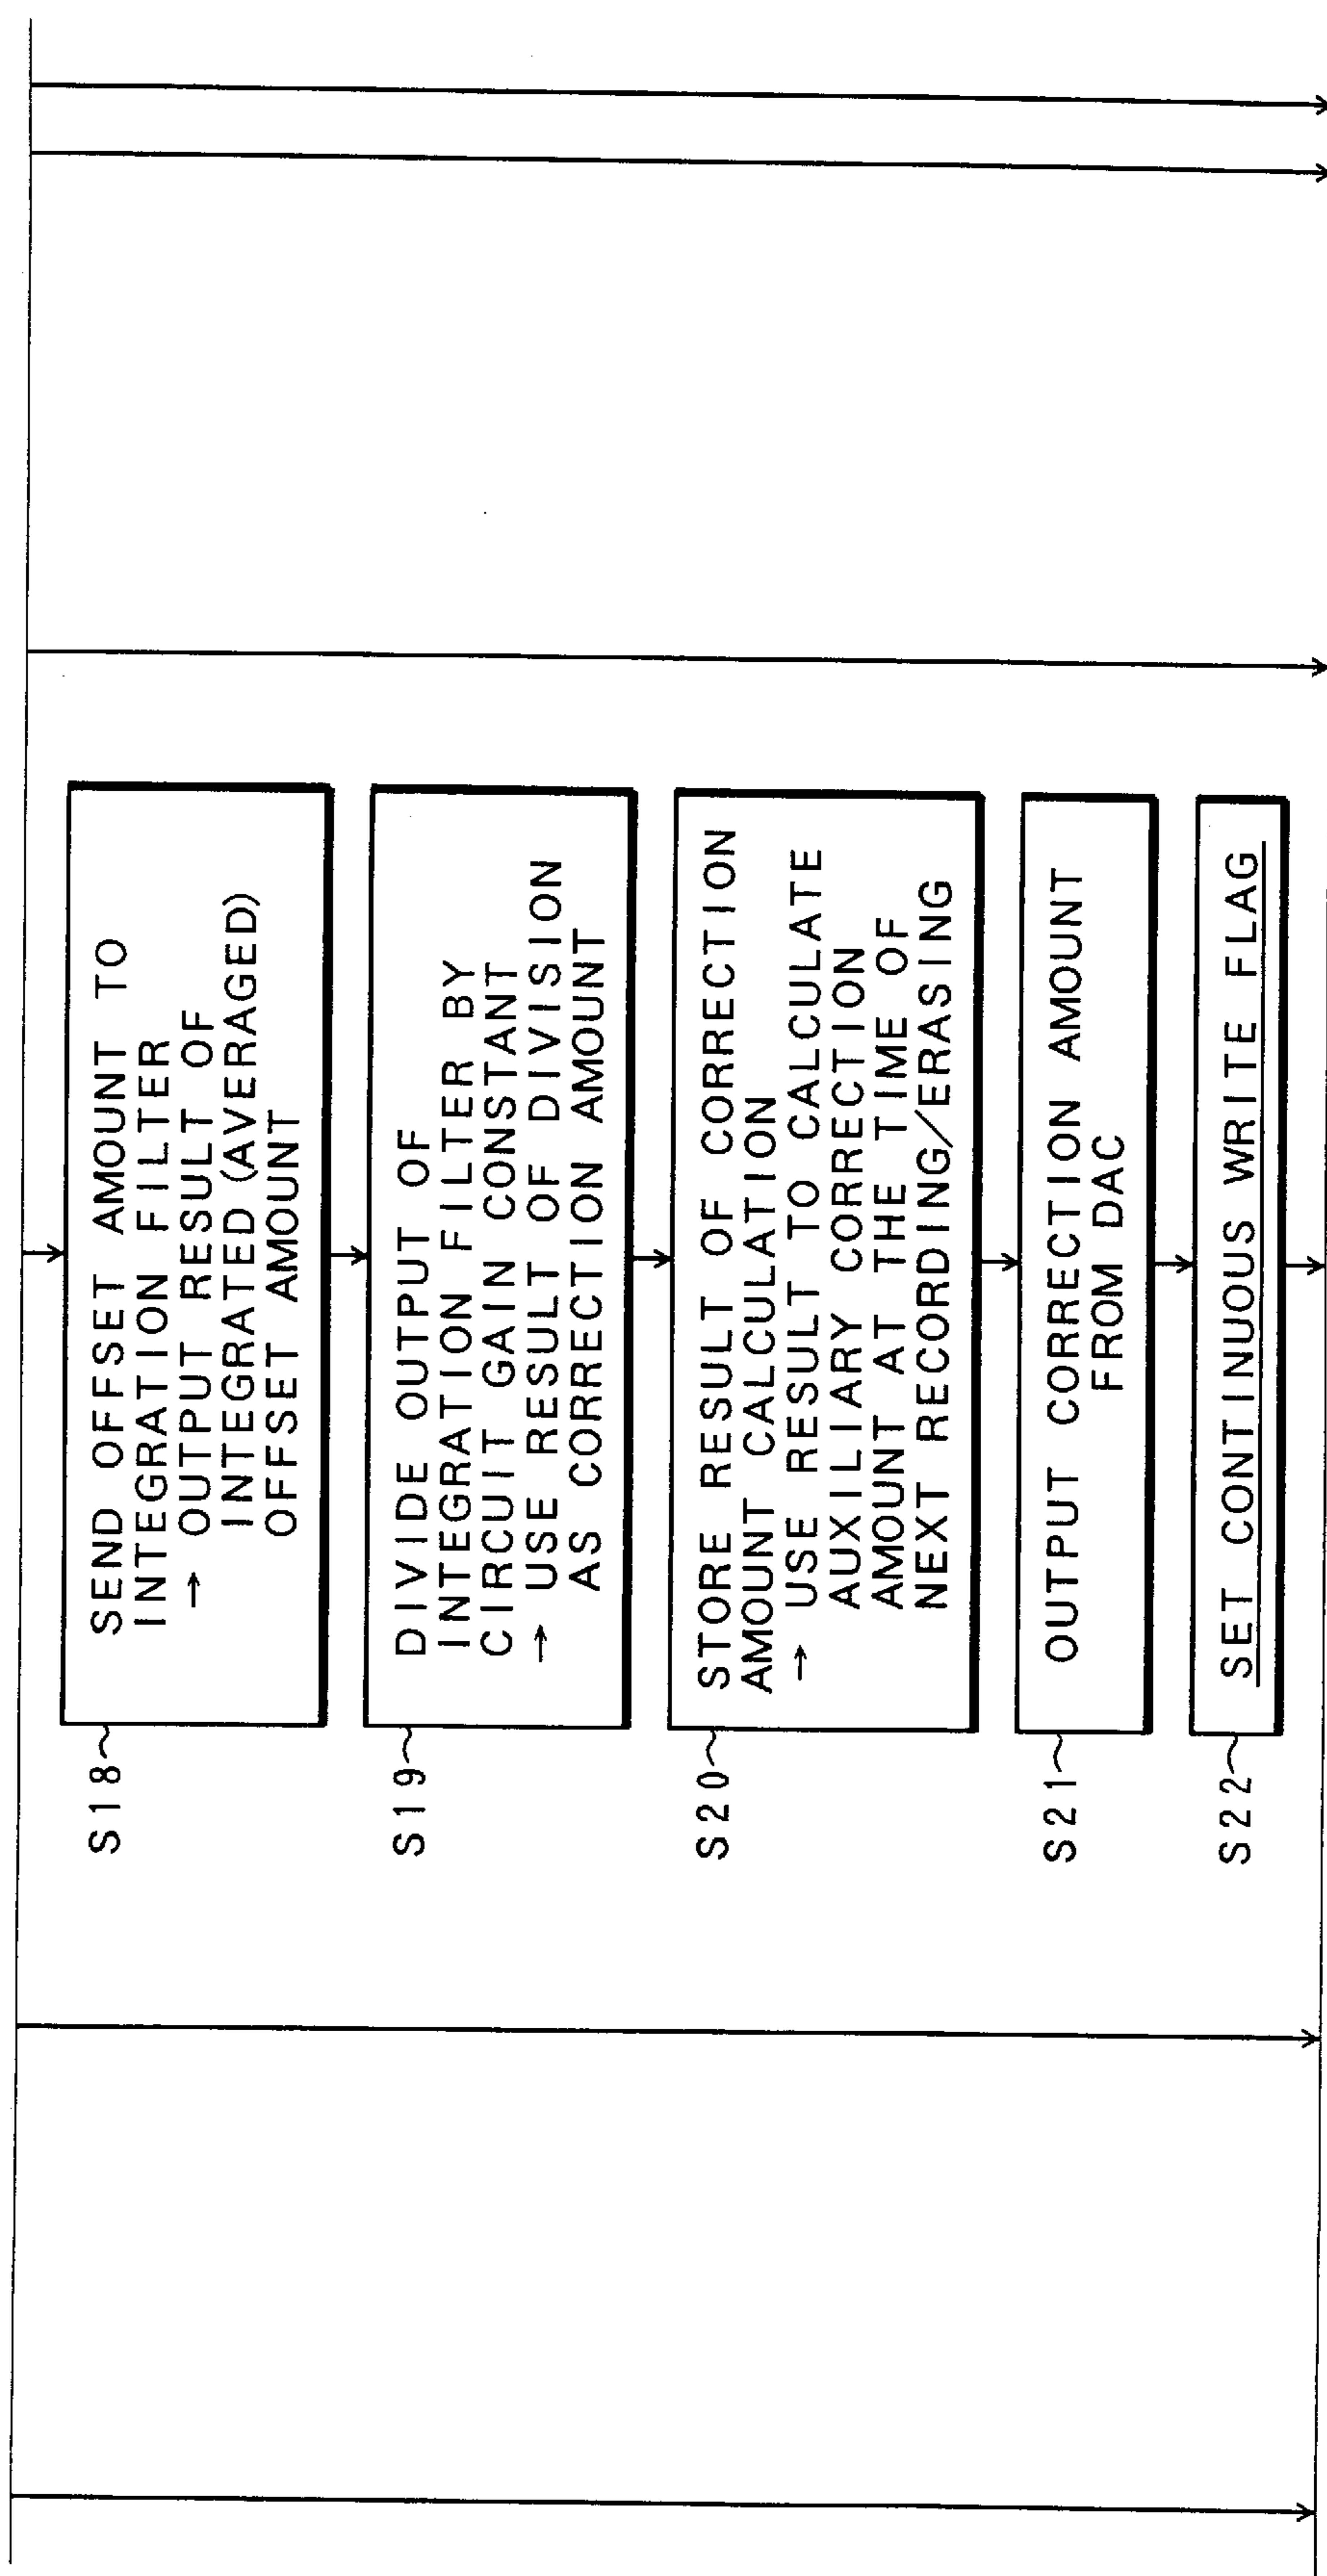 S18
SEND OFFSET AMOUNT TO
INTEGRATION FILTER
→ OUTPUT RESULT OF
INTEGRATED (AVERAGED)
OFFSET AMOUNT
S19
DIVIDE OUTPUT OF
INTEGRATION FILTER BY
CIRCUIT GAIN CONSTANT
→ USE RESULT OF DIVISION
AS CORRECTION AMOUNT
S20
STORE RESULT OF CORRECTION
AMOUNT CALCULATION
→ USE RESULT TO CALCULATE
AUXILIARY CORRECTION
AMOUNT AT THE TIME OF
NEXT RECORDING/ERASING
S21
OUTPUT CORRECTION AMOUNT
FROM DAC
S22
SET CONTINUOUS WRITE FLAG